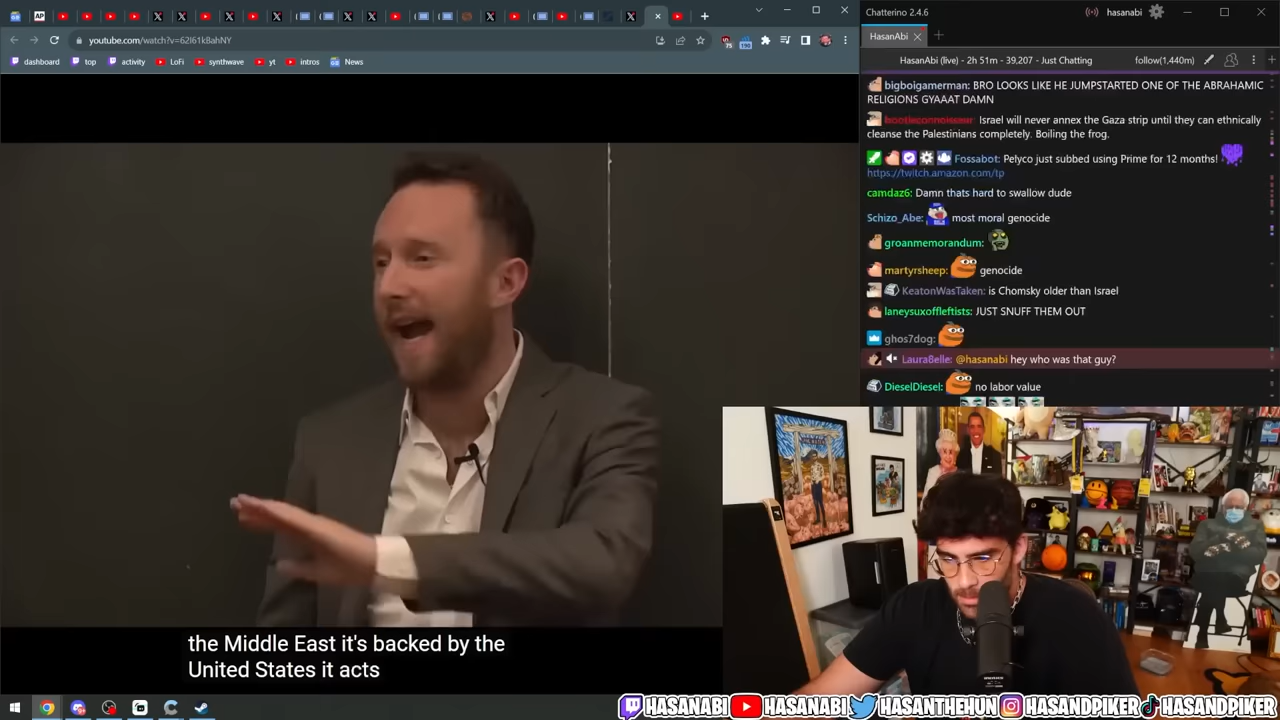 youtube.com/watch?v=62I61kBahNY
dashboard
top
activity
LoFi
synthwave
yt
intros
News
the Middle East it's backed by the
United States it acts
Chatterino 2.4.6
hasanabi
HasanAbi
HasanAbi (live) - 2h 51m - 39,207 - Just Chatting
follow(1.440m)
bigboigamerman: BRO LOOKS LIKE HE JUMPSTARTED ONE OF THE ABRAHAMIC
RELIGIONS GYAAAT DAMN
Israel will never annex the Gaza strip until they can ethnically
cleanse the Palestinians completely. Boiling the frog.
Fossabot: Pelyco just subbed using Prime for 12 months!
https://twitch.amazon.com/tp
camdaz6: Damn thats hard to swallow dude
Schizo_Abe: most moral genocide
groanmemorandum:
martyrsheep: genocide
KeatonWasTaken: is Chomsky older than Israel
laneysuxoffleftists: JUST SNUFF THEM OUT
ghos7dog:
LauraBelle: @hasanabi hey who was that guy?
DieselDiesel: no labor value
HASANABI
HASANABI
HASANTHEHUN
HASANDPIKER
HASANDPIKER